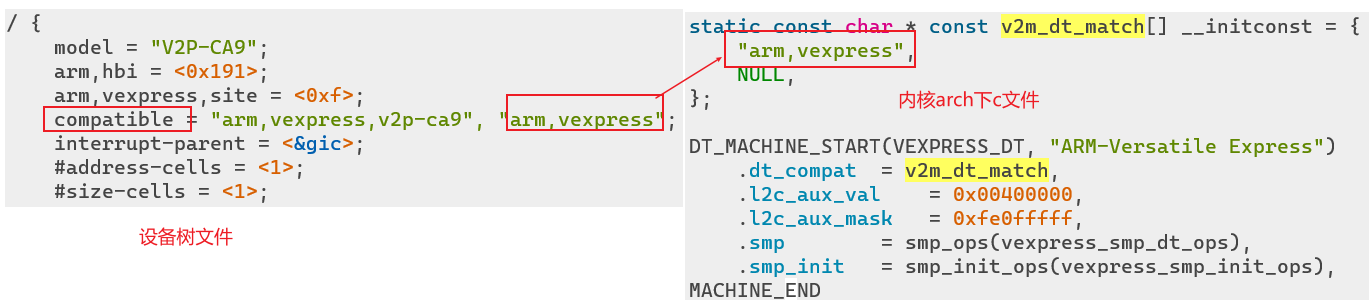 / {
    model = "V2P-CA9";
    arm,hbi = <0x191>;
    arm,vexpress,site = <0xf>;
    compatible = "arm,vexpress,v2p-ca9", "arm,vexpress";
    interrupt-parent = <&gic>;
    #address-cells = <1>;
    #size-cells = <1>;
设备树文件
static const char * const v2m_dt_match[] __initconst = {
    "arm,vexpress",
    NULL,
};
内核arch下c文件
DT_MACHINE_START(VEXPRESS_DT, "ARM-Versatile Express")
    .dt_compat  = v2m_dt_match,
    .l2c_aux_val    = 0x00400000,
    .l2c_aux_mask   = 0xfe0fffff,
    .smp        = smp_ops(vexpress_smp_dt_ops),
    .smp_init   = smp_init_ops(vexpress_smp_init_ops),
MACHINE_END